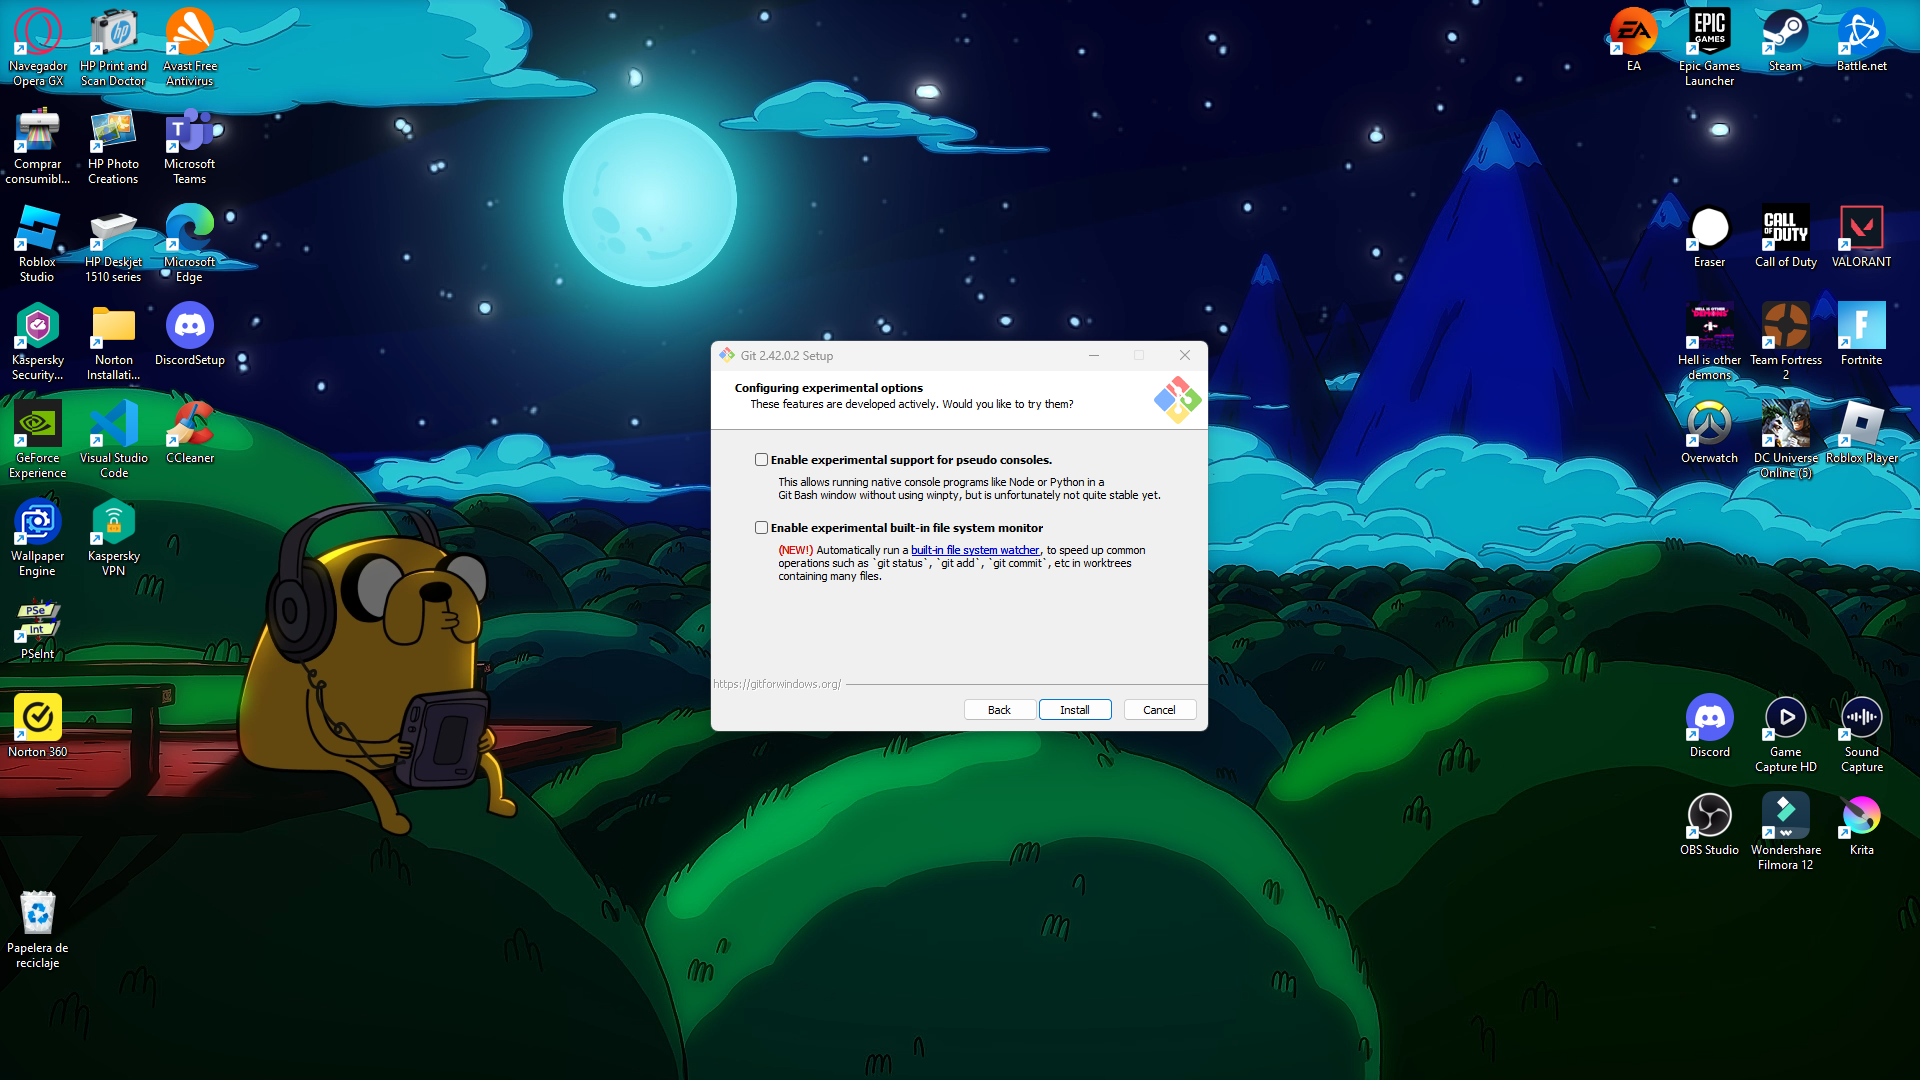 Navegador
Opera GX
HP Print and
Scan Doctor
Avast Free
Antivirus
Comprar
consumibl...
HP Photo
Creations
Microsoft
Teams
Roblox
Studio
HP Deskjet
1510 series
Microsoft
Edge
Kaspersky
Security...
Norton
Installati...
DiscordSetup
GeForce
Experience
Visual Studio
Code
CCleaner
Wallpaper
Engine
Kaspersky
VPN
PSe
Int
PSeInt
Norton 360
Papelera de
reciclaje
Git 2.42.0.2 Setup
Configuring experimental options
These features are developed actively. Would you like to try them?
Enable experimental support for pseudo consoles.
This allows running native console programs like Node or Python in a
Git Bash window without using winpty, but is unfortunately not quite stable yet.
Enable experimental built-in file system monitor
(NEW!) Automatically run a built-in file system watcher, to speed up common
operations such as `git status`, `git add`, `git commit`, etc in worktrees
containing many files.
https://gitforwindows.org/
Back
Install
Cancel
EA
EPIC
GAMES
EA
Epic Games
Launcher
Steam
Battle.net
CALL
OF DUTY
Eraser
Call of Duty
VALORANT
HELL IS OTHER
DEMONS
Hell is other
demons
Team Fortress
2
Fortnite
Overwatch
DC Universe
Online (5)
Roblox Player
Discord
Game
Capture HD
Sound
Capture
OBS Studio
Wondershare
Filmora 12
Krita